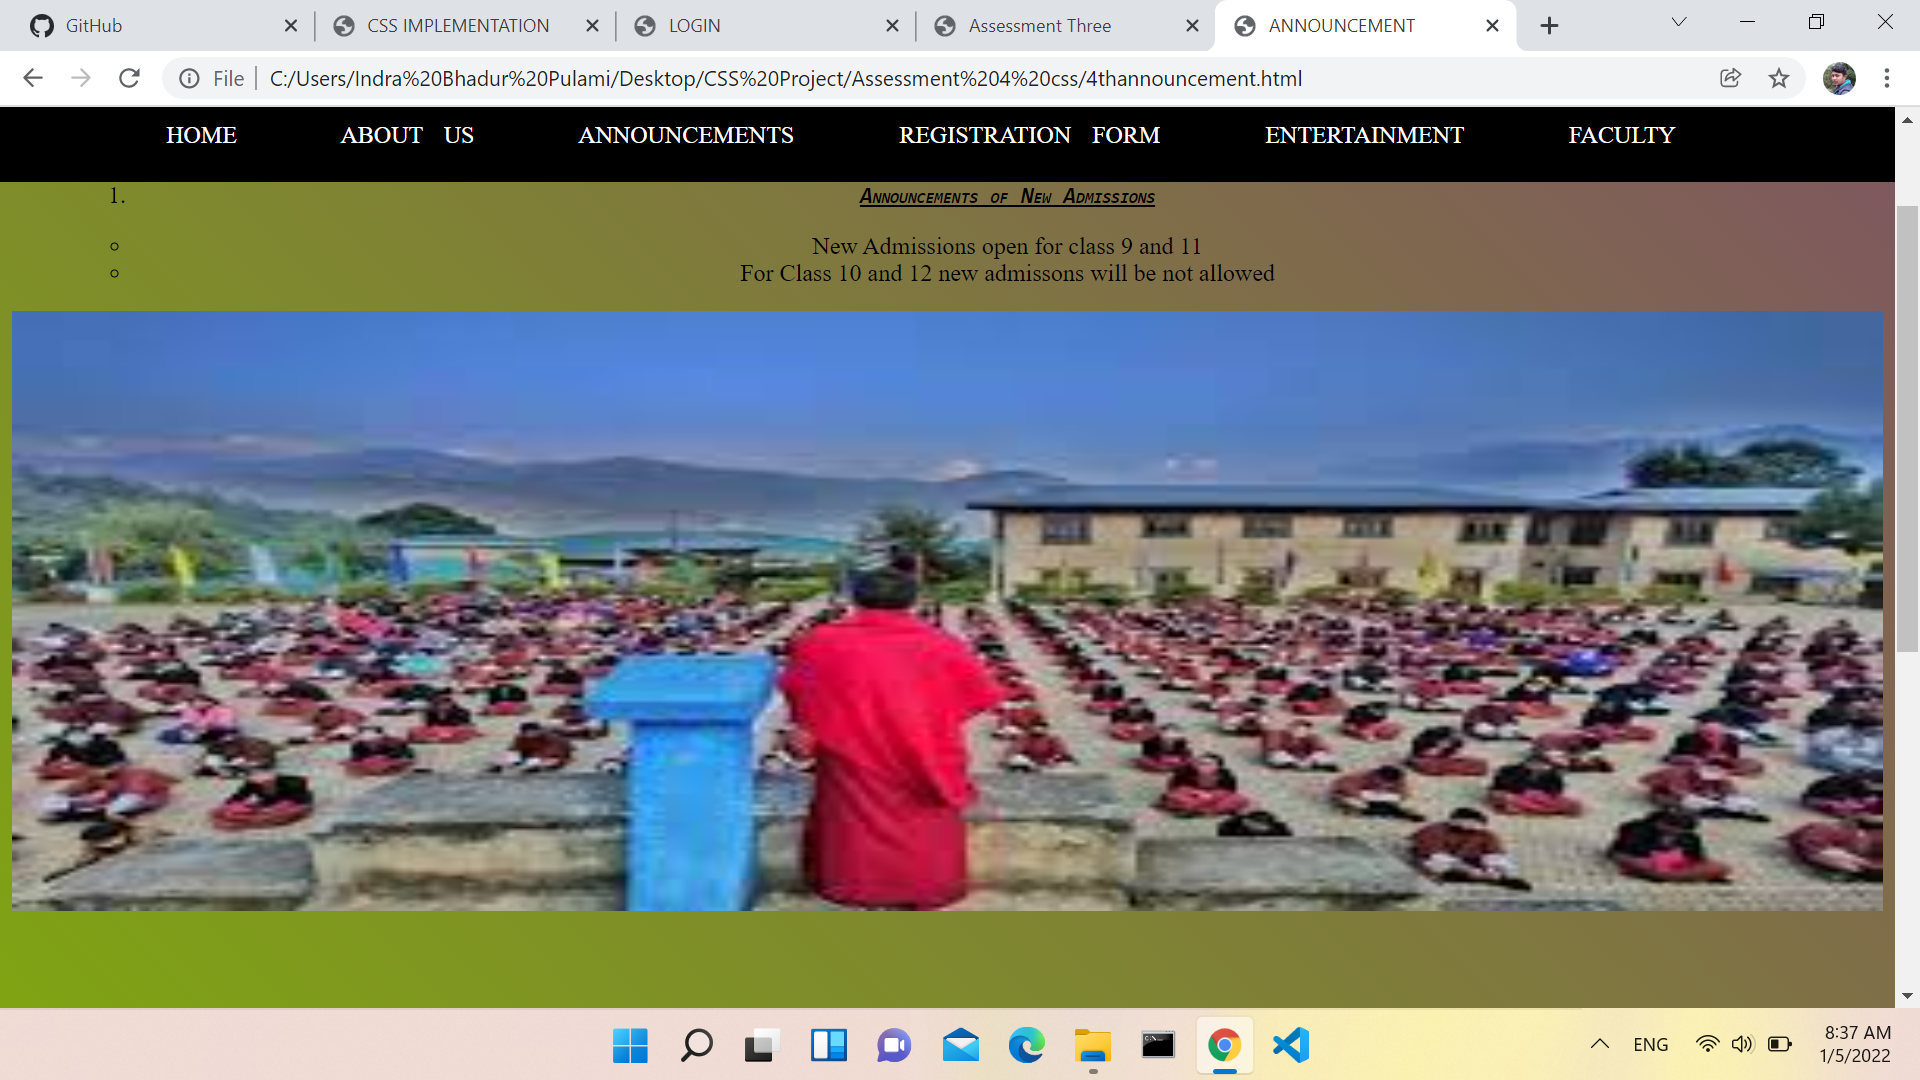 GitHub
CSS IMPLEMENTATION
LOGIN
Assessment Three
ANNOUNCEMENT
File
C:/Users/Indra%20Bhadur%20Pulami/Desktop/CSS%20Project/Assessment%204%20css/4thannouncement.html
HOME ABOUT US ANNOUNCEMENTS REGISTRATION FORM ENTERTAINMENT FACULTY
1. Announcements of New Admissions
New Admissions open for class 9 and 11
For Class 10 and 12 new admissons will be not allowed
ENG
8:37 AM
1/5/2022